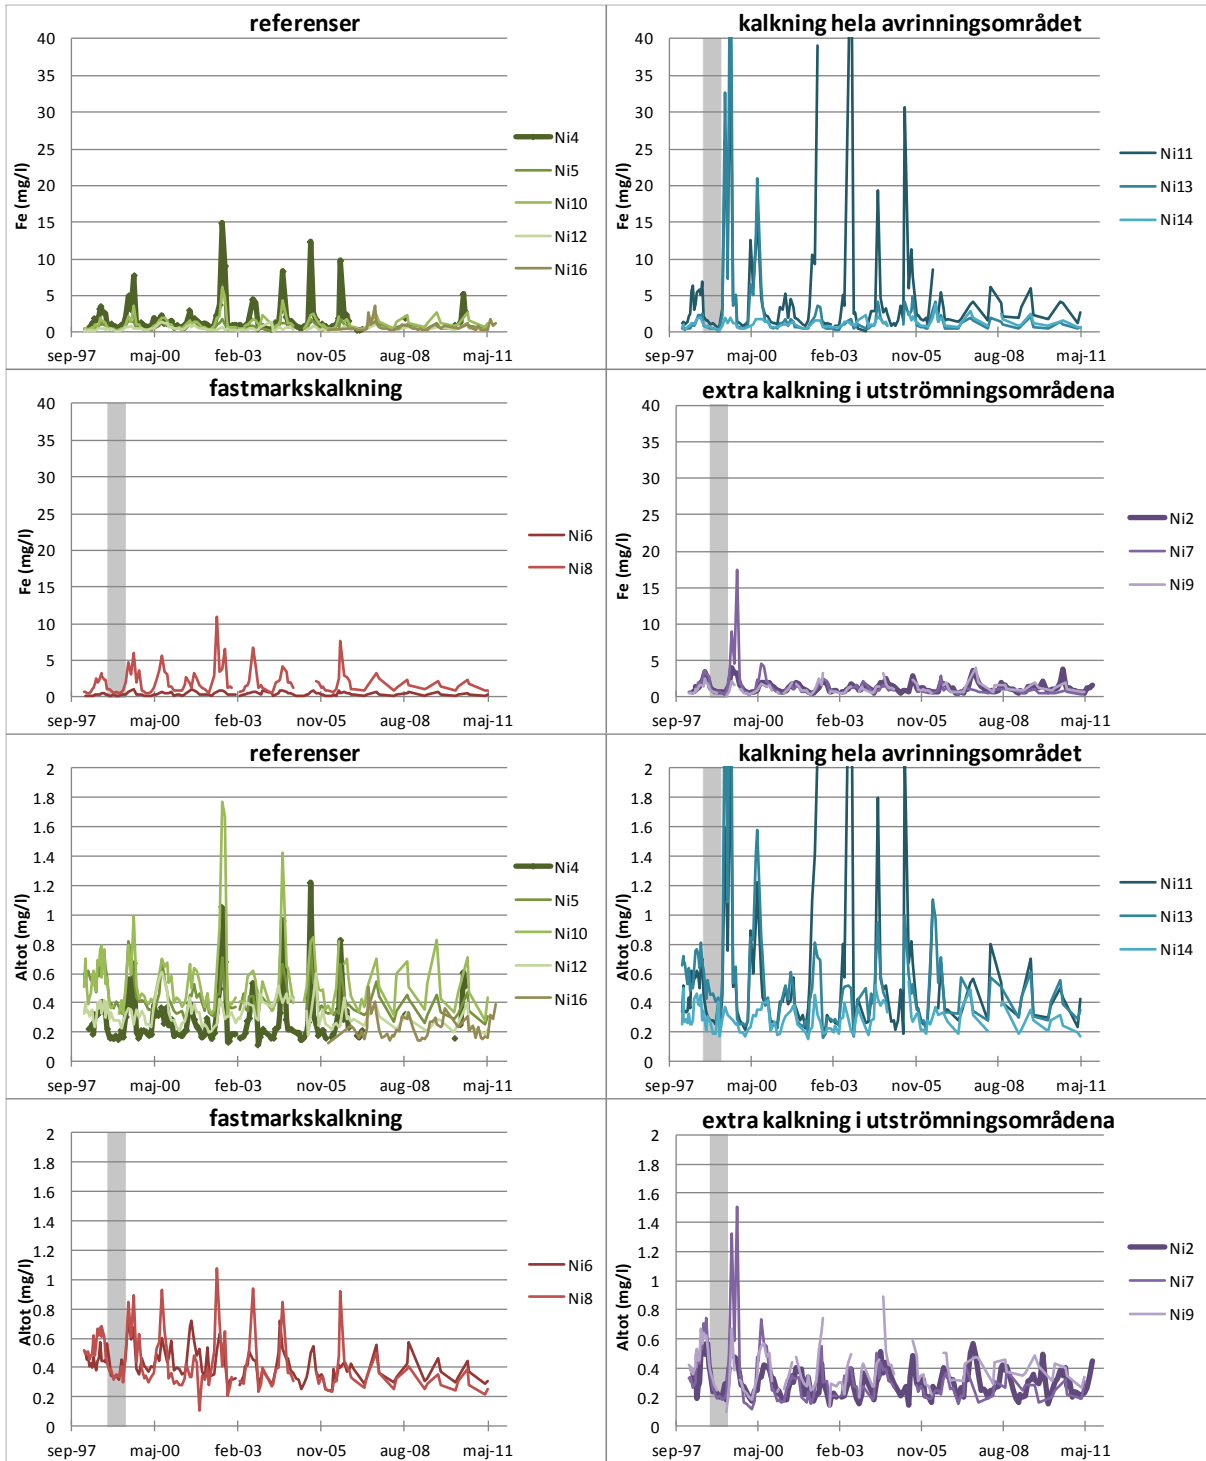 referenser
40
35
30
25
20
15
10
5
0
Fe (mg/l)
sep-97 maj-00 feb-03 nov-05 aug-08 maj-11
Ni4
Ni5
Ni10
Ni12
Ni16
kalkning hela avrinningsområdet
40
35
30
25
20
15
10
5
0
Fe (mg/l)
sep-97 maj-00 feb-03 nov-05 aug-08 maj-11
Ni11
Ni13
Ni14
fastmarkskalkning
40
35
30
25
20
15
10
5
0
Fe (mg/l)
sep-97 maj-00 feb-03 nov-05 aug-08 maj-11
Ni6
Ni8
extra kalkning i utströmningsområdena
40
35
30
25
20
15
10
5
0
Fe (mg/l)
sep-97 maj-00 feb-03 nov-05 aug-08 maj-11
Ni2
Ni7
Ni9
referenser
2
1.8
1.6
1.4
1.2
1
0.8
0.6
0.4
0.2
0
Altot (mg/l)
sep-97 maj-00 feb-03 nov-05 aug-08 maj-11
Ni4
Ni5
Ni10
Ni12
Ni16
kalkning hela avrinningsområdet
2
1.8
1.6
1.4
1.2
1
0.8
0.6
0.4
0.2
0
Altot (mg/l)
sep-97 maj-00 feb-03 nov-05 aug-08 maj-11
Ni11
Ni13
Ni14
fastmarkskalkning
2
1.8
1.6
1.4
1.2
1
0.8
0.6
0.4
0.2
0
Altot (mg/l)
sep-97 maj-00 feb-03 nov-05 aug-08 maj-11
Ni6
Ni8
extra kalkning i utströmningsområdena
2
1.8
1.6
1.4
1.2
1
0.8
0.6
0.4
0.2
0
Altot (mg/l)
sep-97 maj-00 feb-03 nov-05 aug-08 maj-11
Ni2
Ni7
Ni9